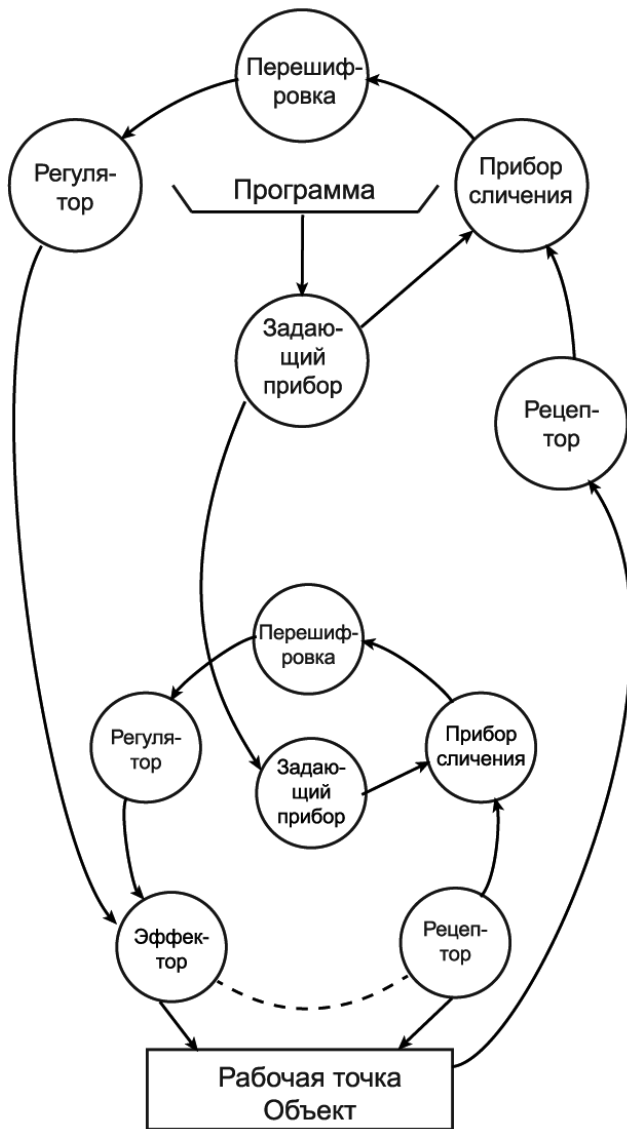 Перешиф-
ровка
Регуля-
тор
Программа
Прибор
сличения
Задаю-
щий
прибор
Рецеп-
тор
Перешиф-
ровка
Регуля-
тор
Прибор
сличения
Задаю-
щий
прибор
Эффек-
тор
Рецеп-
тор
Рабочая точка
Объект